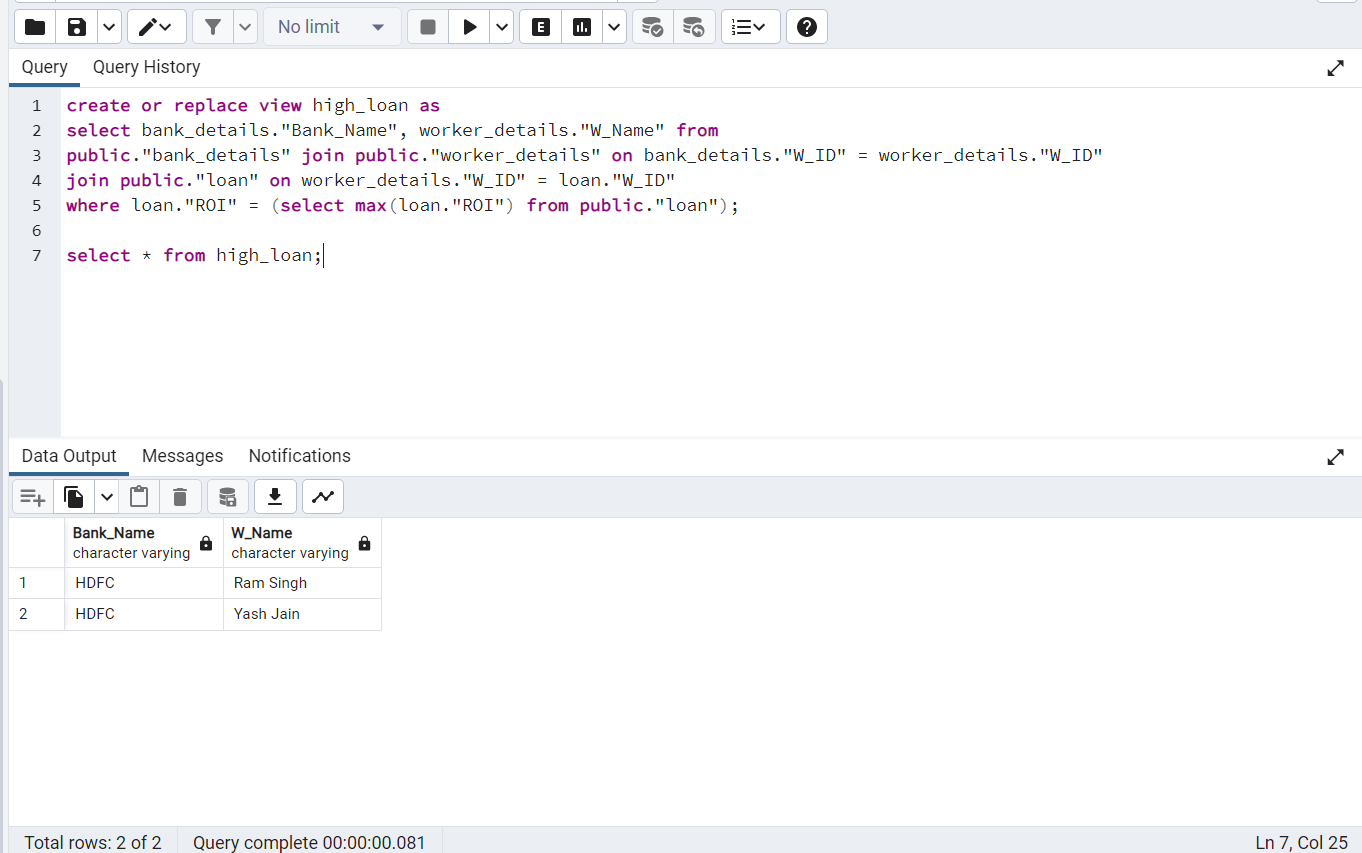 No limit
E
Query Query History
1 create or replace view high_loan as
2 select bank_details."Bank_Name", worker_details."W_Name" from
3 public."bank_details" join public."worker_details" on bank_details."W_ID" = worker_details."W_ID"
4 join public."loan" on worker_details."W_ID" = loan."W_ID"
5 where loan."ROI" = (select max(loan."ROI") from public."loan");
6
7 select * from high_loan;
Data Output Messages Notifications
Bank_Name W_Name
character varying character varying
1 HDFC Ram Singh
2 HDFC Yash Jain
Total rows: 2 of 2 Query complete 00:00:00.081 Ln 7, Col 25